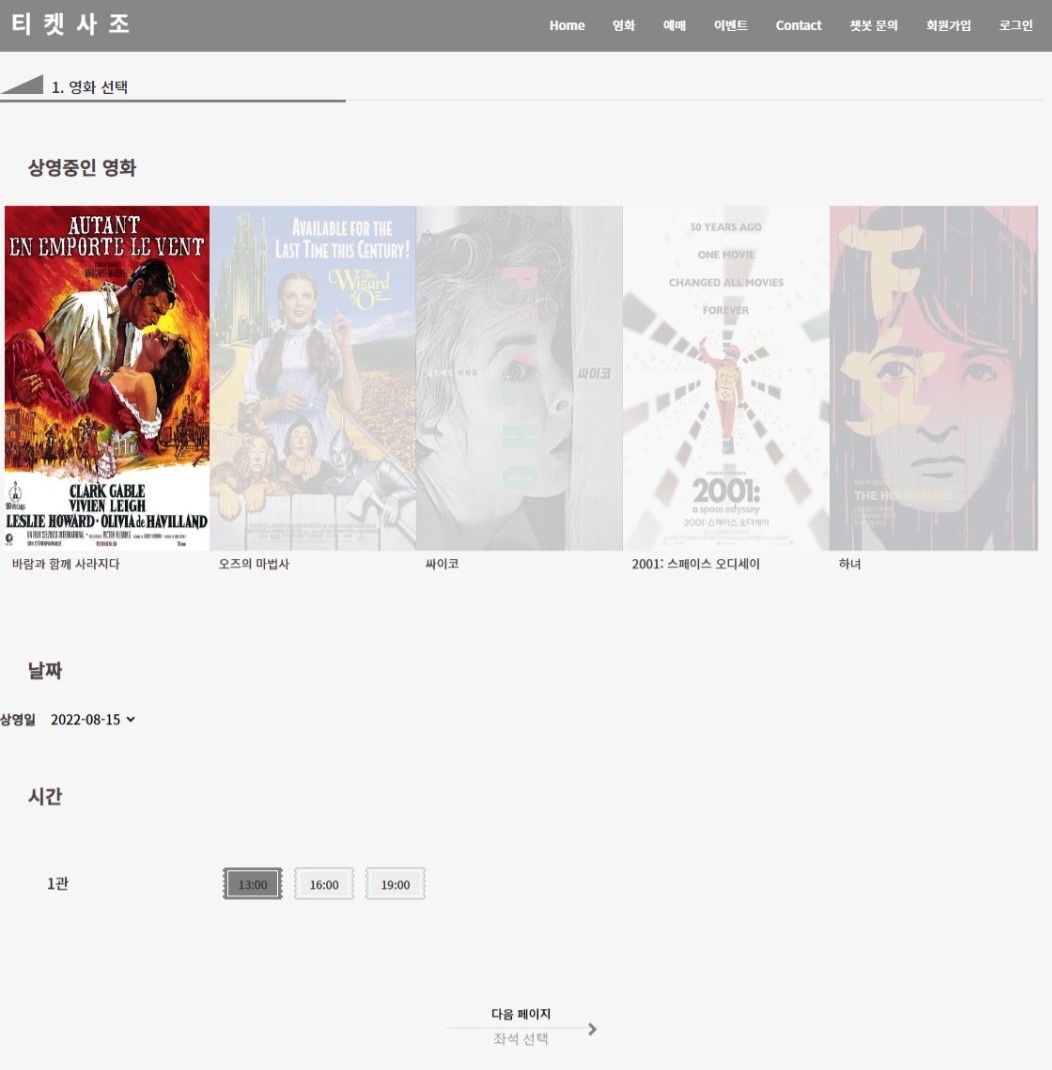 티켓사조
Home 영화 예매 이벤트 Contact 챗봇 문의 회원가입 로그인
1. 영화 선택
상영중인 영화
AUTANT
EN EMPORTE LE VENT
CLARK GABLE
VIVIEN LEIGH
LESLIE HOWARD · OLIVIA de HAVILLAND
AVAILABLE FOR THE
LAST TIME THIS CENTURY!
The
Wizard
of Oz
싸이코
50 YEARS AGO
ONE MOVIE
CHANGED ALL MOVIES
FOREVER
2001:
a space odyssey
2001: 스페이스 오디세이
하녀
THE HOUSEMAID
바람과 함께 사라지다
오즈의 마법사
싸이코
2001: 스페이스 오디세이
하녀
날짜
상영일 2022-08-15
시간
1관 13:00 16:00 19:00
다음 페이지
좌석 선택